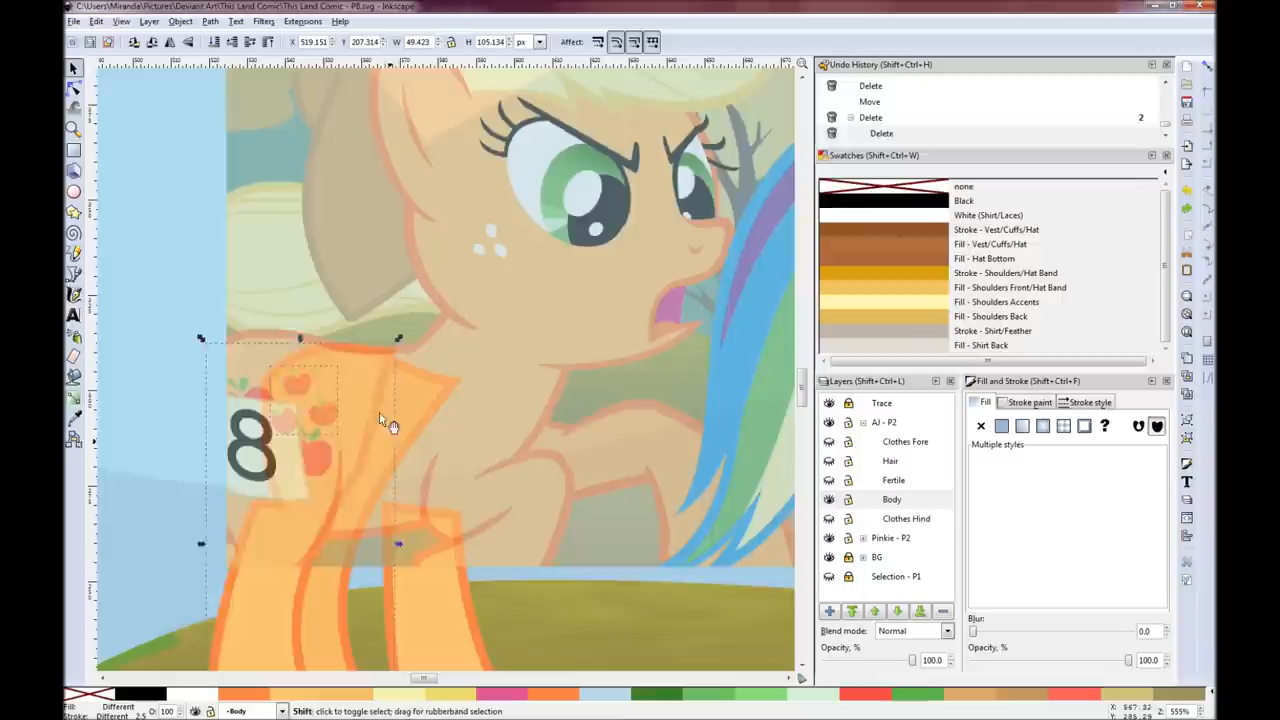 C:\Users\Miranda\Pictures\Deviant Art\This Land Comic\This Land Comic - P8.svg - Inkscape
File Edit View Layer Object Path Text Filters Extensions Help
X 519.151 Y 207.314 W 49.423 H 105.134 px Affect:
Undo History (Shift+Ctrl+H)
Delete
Move
Delete 2
Delete
Swatches (Shift+Ctrl+W)
none
Black
White (Shirt/Laces)
Stroke - Vest/Cuffs/Hat
Fill - Vest/Cuffs/Hat
Fill - Hat Bottom
Stroke - Shoulders/Hat Band
Fill - Shoulders Front/Hat Band
Fill - Shoulders Accents
Fill - Shoulders Back
Stroke - Shirt/Feather
Fill - Shirt Back
8
Layers (Shift+Ctrl+L)
Trace
AJ - P2
Clothes Fore
Hair
Fertile
Body
Clothes Hind
Pinkie - P2
BG
Selection - P1
Blend mode: Normal
Opacity, % 100.0
Fill and Stroke (Shift+Ctrl+F)
Fill Stroke paint Stroke style
?
Multiple styles
Blur:
0.0
Opacity, %
100.0
Fill: Different
Stroke: Different 2.5 O: 100 Body Shift: click to toggle select; drag for rubberband selection
X: 567.32
Y: 285.29 Z: 555%